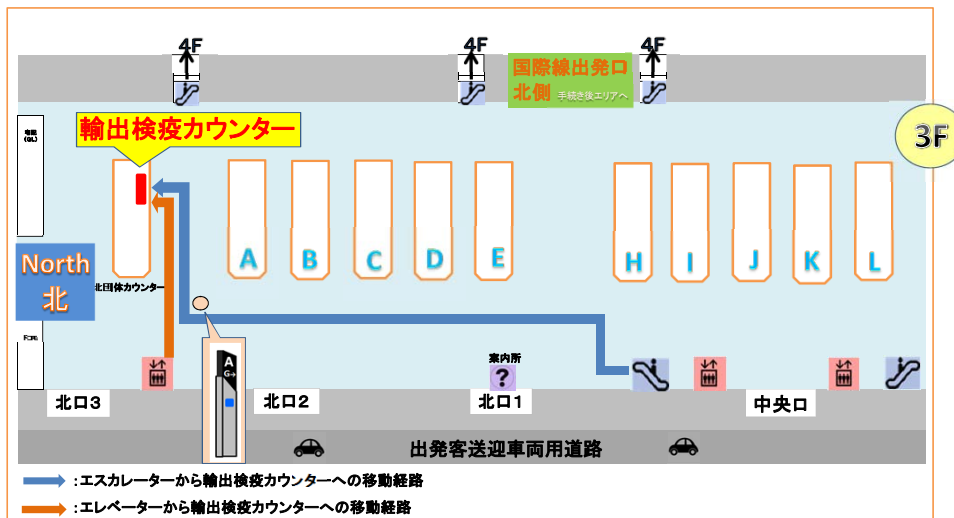 4F
4F
4F
国際線出発口
北側 手続き後エリアへ
輸出検疫カウンター
3F
North
北
A
B
C
D
E
H
I
J
K
L
北団体カウンター
A
G
案内所
?
北口3
北口2
北口1
中央口
出発客送迎車両用道路
:エスカレーターから輸出検疫カウンターへの移動経路
:エレベーターから輸出検疫カウンターへの移動経路